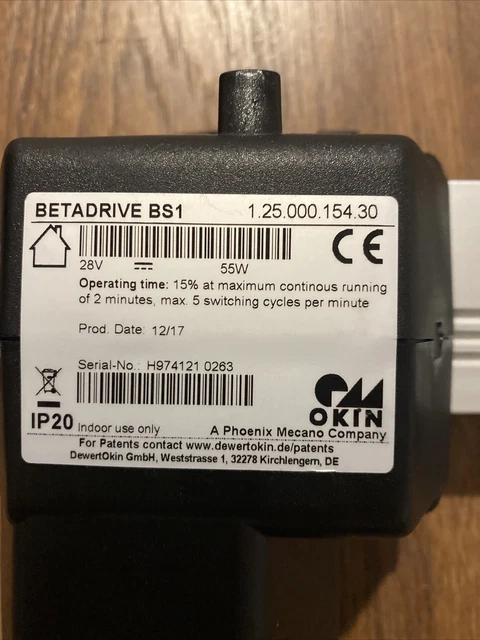 BETADRIVE BS1 1.25.000.154.30
28V 55W
CE
Operating time: 15% at maximum continous running
of 2 minutes, max. 5 switching cycles per minute
Prod. Date: 12/17
Serial-No.: H974121 0263
OKIN
IP20 Indoor use only A Phoenix Mecano Company
For Patents contact www.dewertokin.de/patents
DewertOkin GmbH, Weststrasse 1, 32278 Kirchlengern, DE